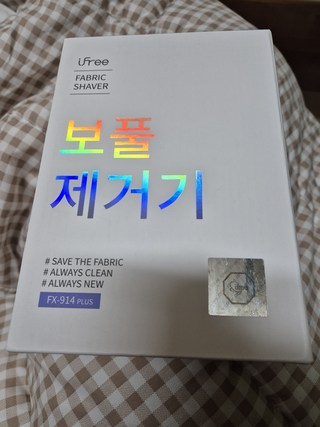 UFree
FABRIC
SHAVER
보풀
제거기
# SAVE THE FABRIC
# ALWAYS CLEAN
# ALWAYS NEW
FX-914 PLUS